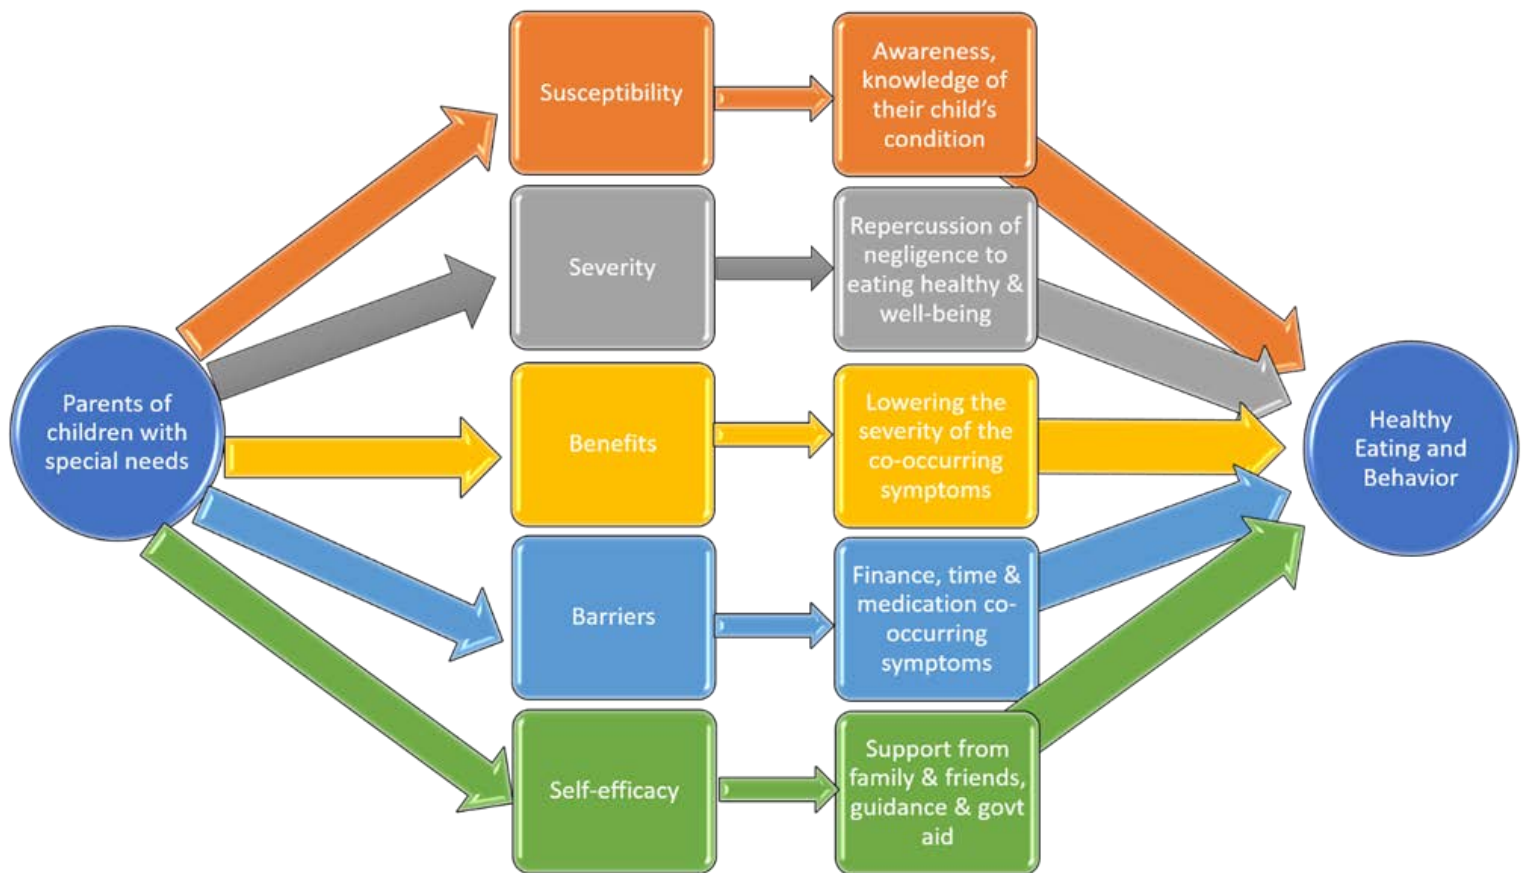 Parents of
children with
special needs
Susceptibility
Awareness,
knowledge of
their child's
condition
Severity
Repercussion of
negligence to
eating healthy &
well-being
Benefits
Lowering the
severity of the
co-occurring
symptoms
Barriers
Finance, time &
medication co-
occurring
symptoms
Self-efficacy
Support from
family & friends,
guidance & govt
aid
Healthy
Eating and
Behavior